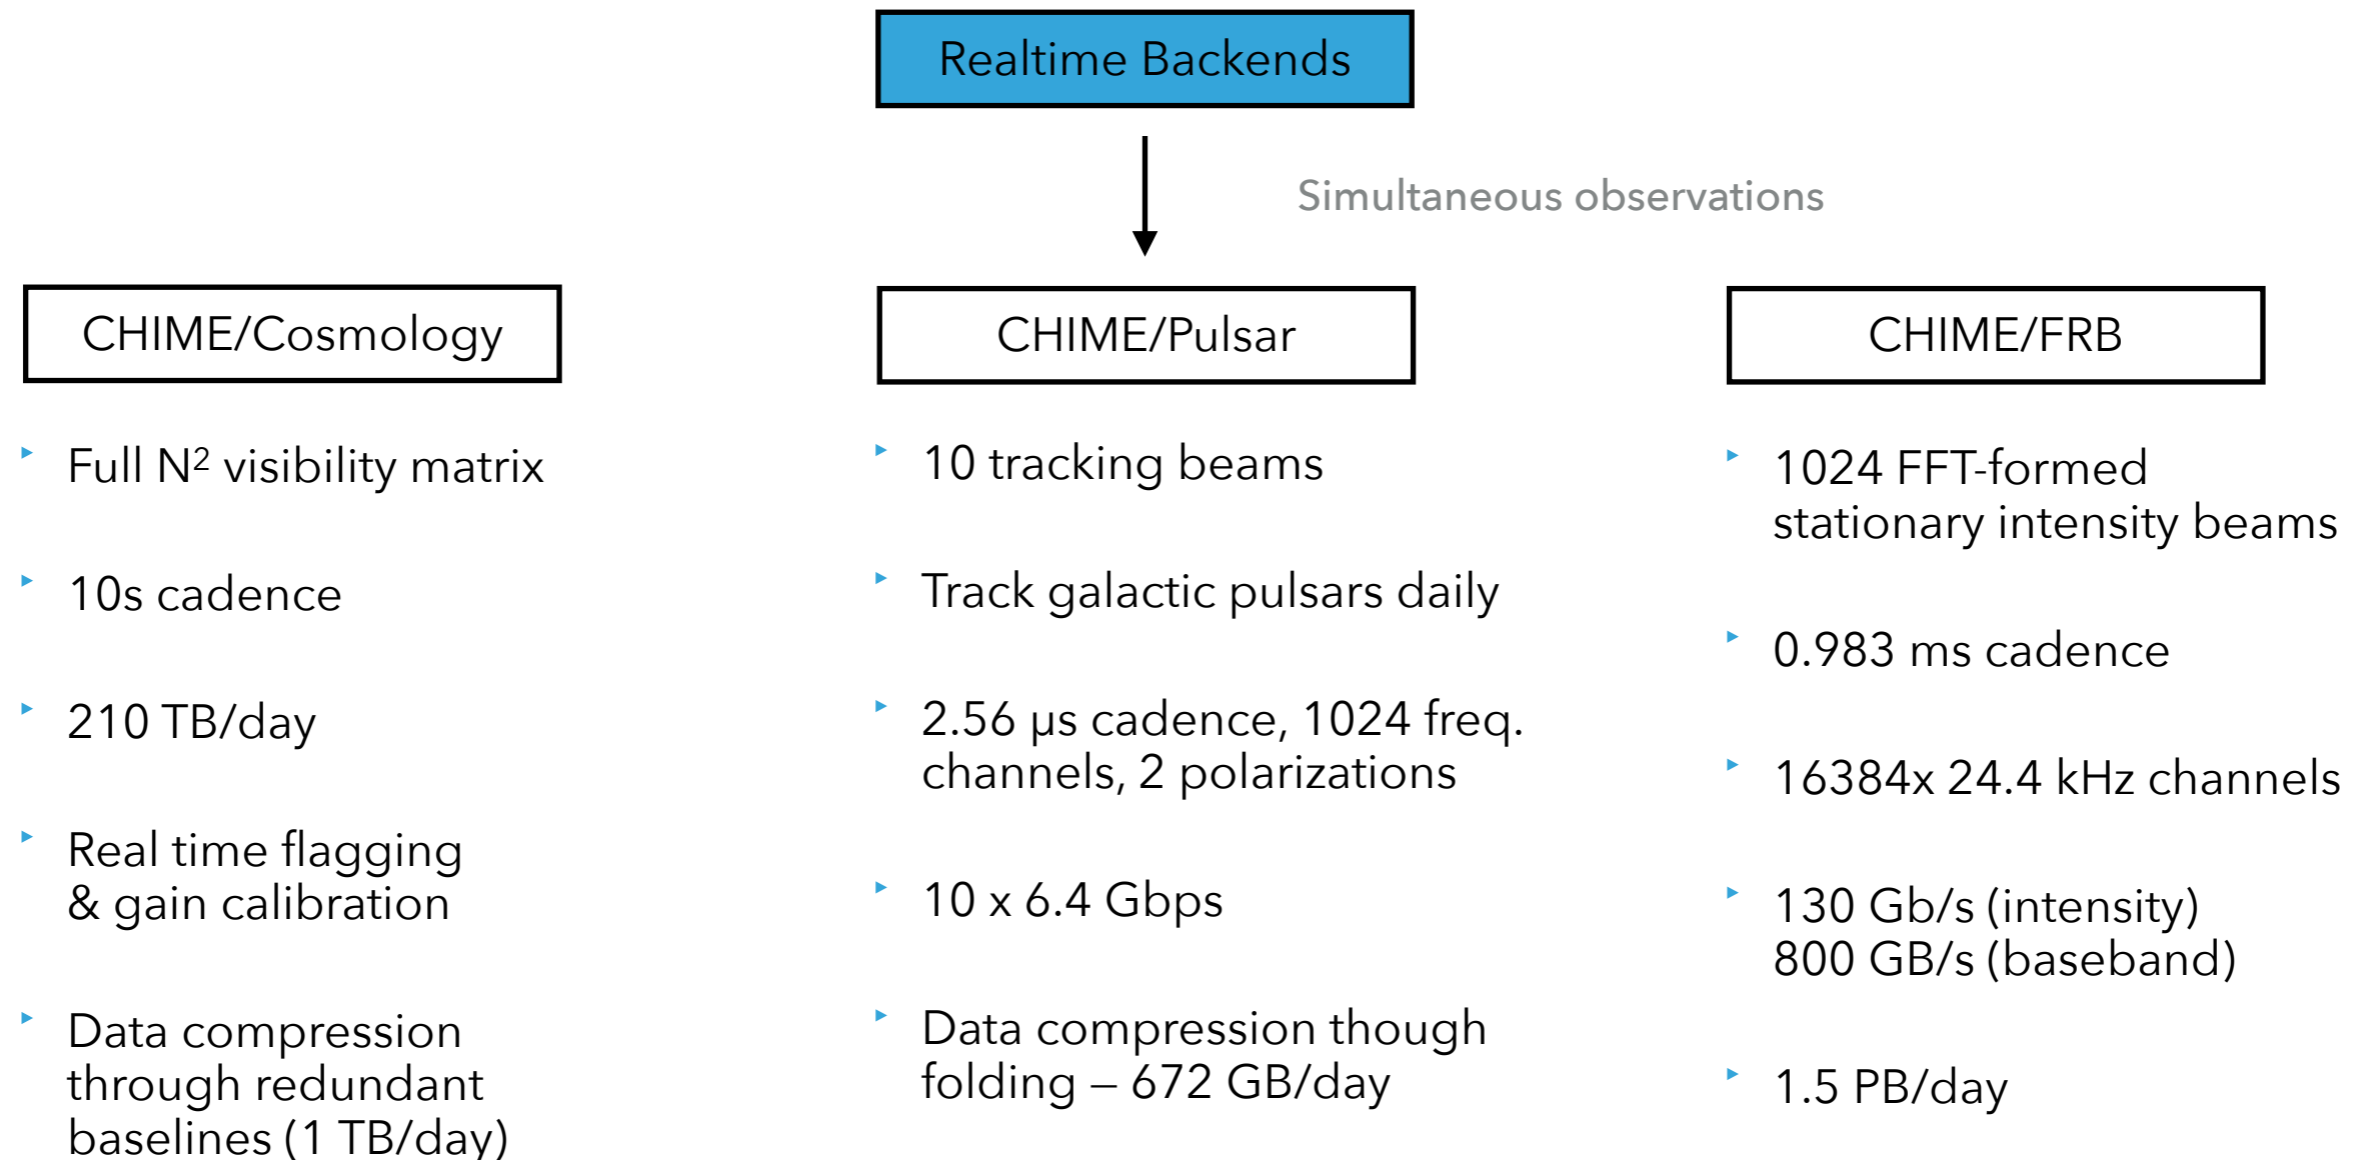 Realtime Backends
Simultaneous observations
CHIME/Cosmology
Full N² visibility matrix
10s cadence
210 TB/day
Real time flagging
& gain calibration
Data compression
through redundant
baselines (1 TB/day)
CHIME/Pulsar
10 tracking beams
Track galactic pulsars daily
2.56 µs cadence, 1024 freq.
channels, 2 polarizations
10 x 6.4 Gbps
Data compression though
folding – 672 GB/day
CHIME/FRB
1024 FFT-formed
stationary intensity beams
0.983 ms cadence
16384x 24.4 kHz channels
130 Gb/s (intensity)
800 GB/s (baseband)
1.5 PB/day